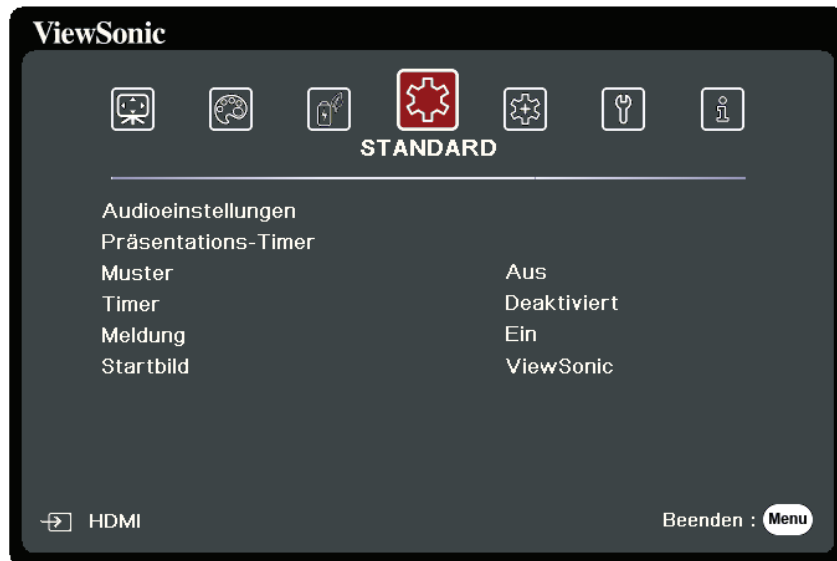 ViewSonic
STANDARD
Audioeinstellungen
Präsentations-Timer
Muster Aus
Timer Deaktiviert
Meldung Ein
Startbild ViewSonic
HDMI Beenden : Menu